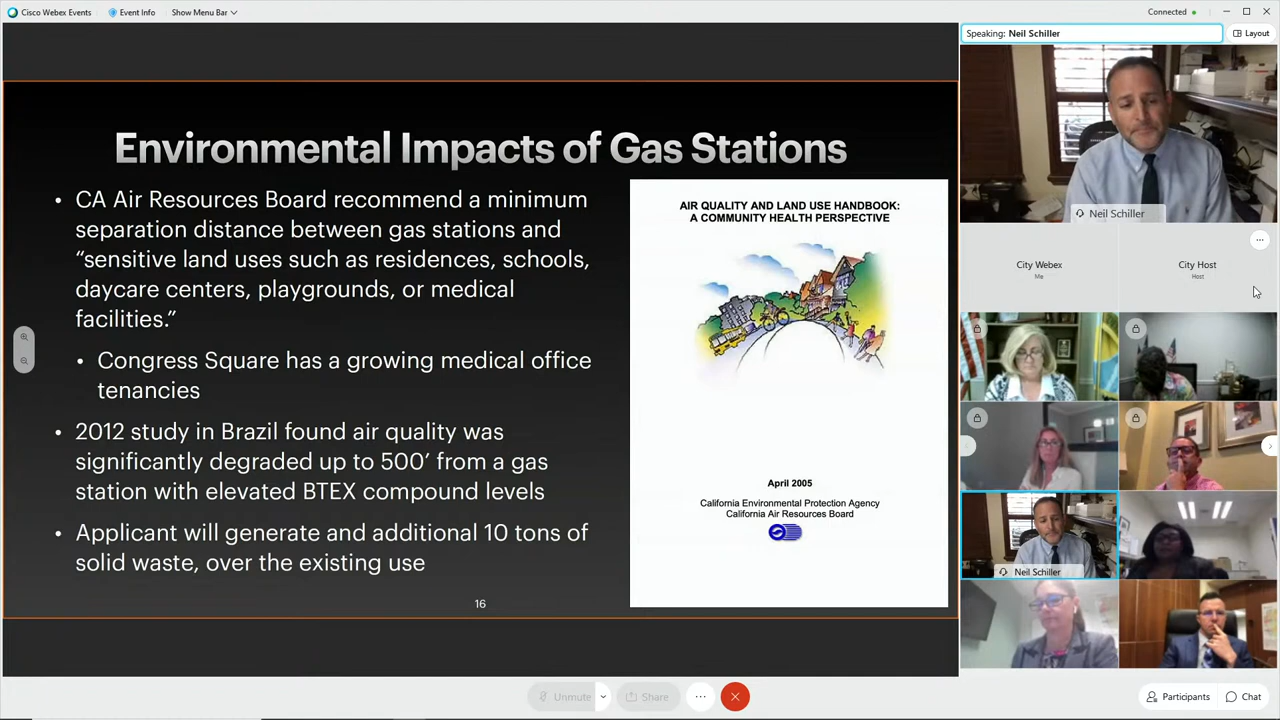 Cisco Webex Events
Event Info
Show Menu Bar
Connected
Speaking: Neil Schiller
Layout
Environmental Impacts of Gas Stations
• CA Air Resources Board recommend a minimum
separation distance between gas stations and
“sensitive land uses such as residences, schools,
daycare centers, playgrounds, or medical
facilities.”
• Congress Square has a growing medical office
tenancies
• 2012 study in Brazil found air quality was
significantly degraded up to 500’ from a gas
station with elevated BTEX compound levels
• Applicant will generate and additional 10 tons of
solid waste, over the existing use
16
AIR QUALITY AND LAND USE HANDBOOK:
A COMMUNITY HEALTH PERSPECTIVE
April 2005
California Environmental Protection Agency
California Air Resources Board
Neil Schiller
City Webex
Me
City Host
Host
Neil Schiller
Unmute
Share
Participants
Chat